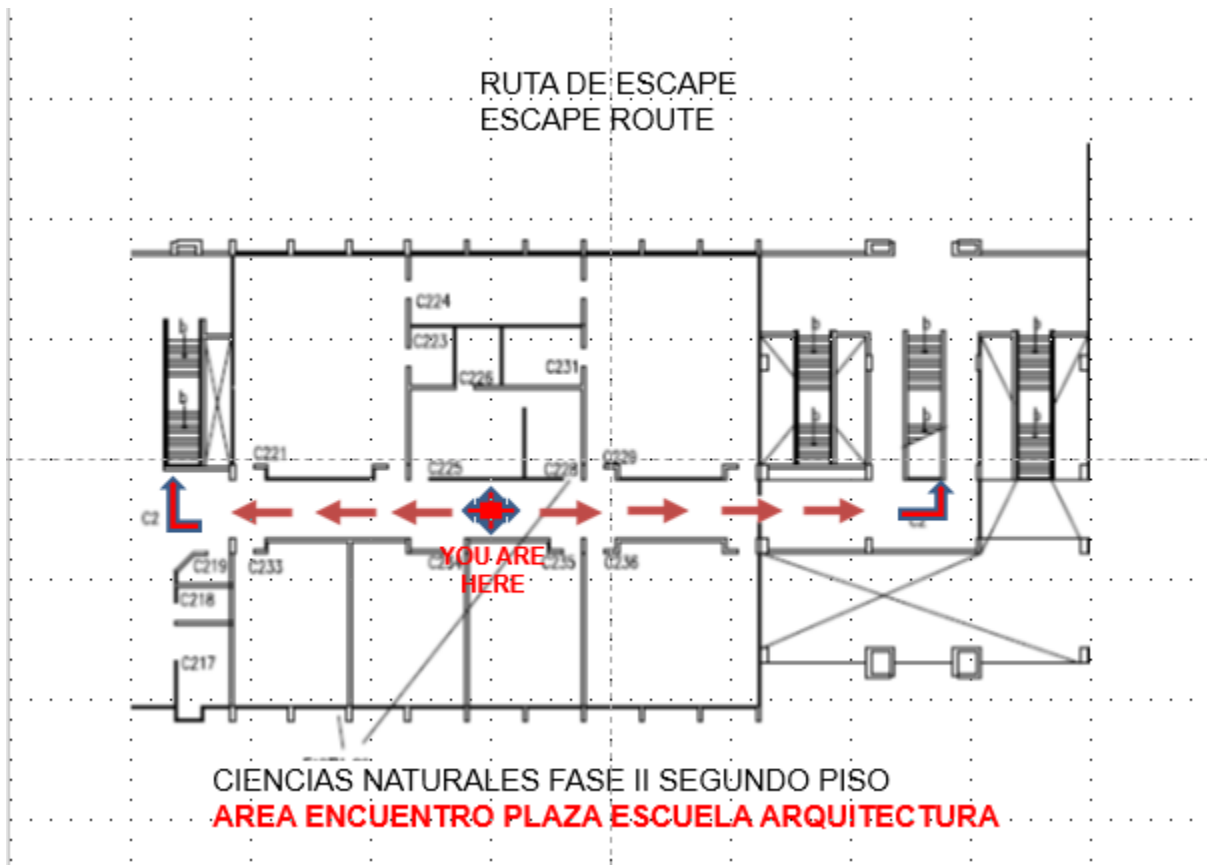 RUTA DE ESCAPE
ESCAPE ROUTE
C224
C223
C231
C226
b
b
b
b
b
b
b
b
C221
C225
C228
C229
C2
C2
YOU ARE
HERE
C219
C233
C235
C236
C218
C217
CIENCIAS NATURALES FASE II SEGUNDO PISO
AREA ENCUENTRO PLAZA ESCUELA ARQUITECTURA